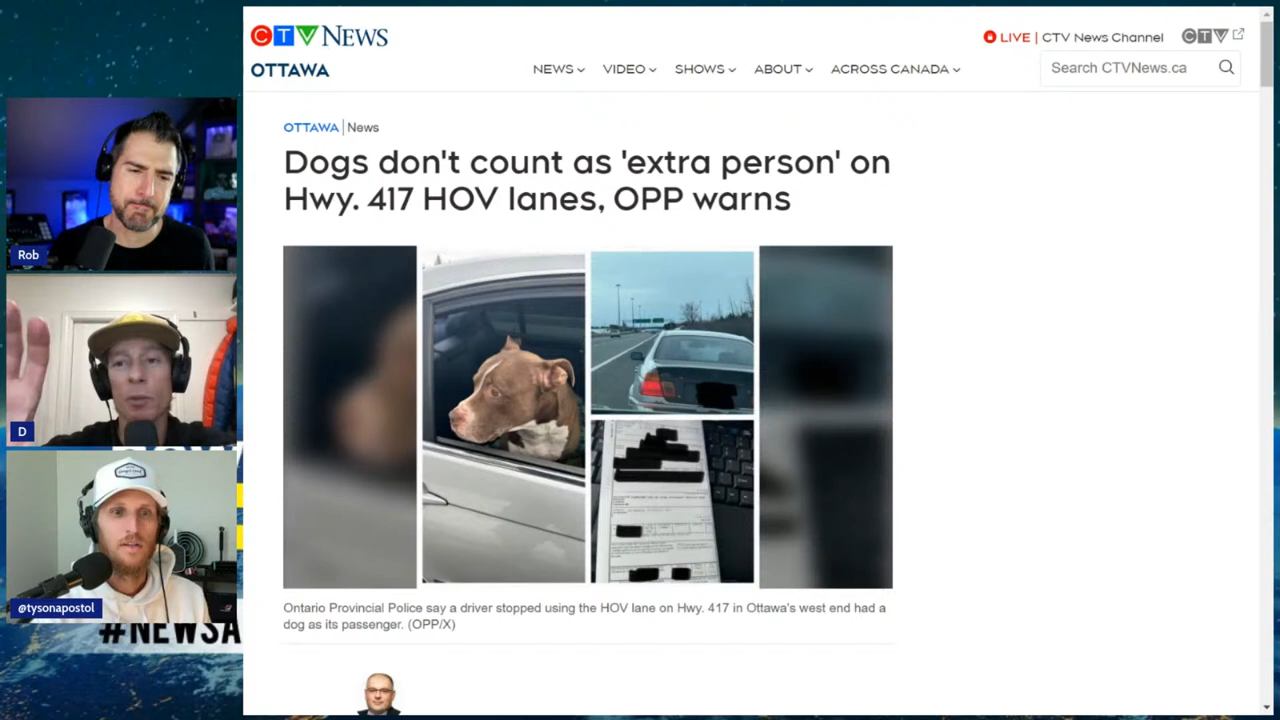 CTV NEWS
OTTAWA
LIVE | CTV News Channel
CTV
NEWS
VIDEO
SHOWS
ABOUT
ACROSS CANADA
Search CTVNews.ca
OTTAWA | News
Dogs don't count as 'extra person' on
Hwy. 417 HOV lanes, OPP warns
Rob
D
@tysonapostol
#NEWSA
Ontario Provincial Police say a driver stopped using the HOV lane on Hwy. 417 in Ottawa's west end had a
dog as its passenger. (OPP/X)